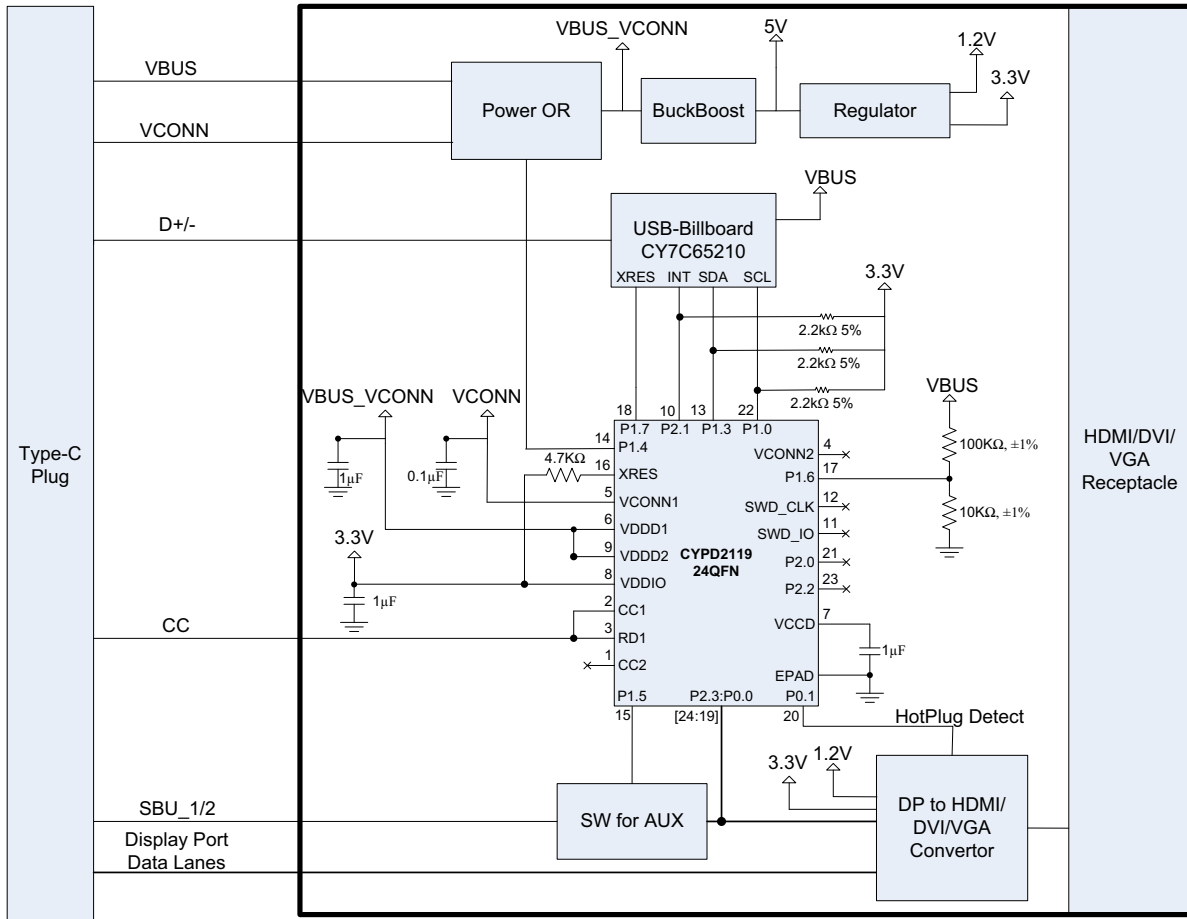 VBUS_VCONN
5V
1.2V
3.3V
VBUS
VCONN
Power OR
BuckBoost
Regulator
VBUS
D+/-
USB-Billboard
CY7C65210
XRES INT SDA SCL
3.3V
2.2kΩ 5%
2.2kΩ 5%
2.2kΩ 5%
VBUS_VCONN
VCONN
VBUS
18 10 13 22
P1.7 P2.1 P1.3 P1.0
Type-C
Plug
HDMI/DVI/
VGA
Receptacle
1µF
0.1µF
4.7KΩ
14 P1.4
16 XRES
5 VCONN1
6 VDDD1
9 VDDD2
8 VDDIO
2 CC1
3 RD1
1 CC2
3.3V
1µF
CC
CYPD2119
24QFN
VCONN2 4
P1.6 17
SWD_CLK 12
SWD_IO 11
P2.0 21
P2.2 23
VCCD 7
EPAD
100KΩ, ±1%
10KΩ, ±1%
1µF
P1.5 P2.3:P0.0 P0.1
15 [24:19] 20
HotPlug Detect
3.3V
1.2V
SBU_1/2
SW for AUX
DP to HDMI/
DVI/VGA
Convertor
Display Port
Data Lanes